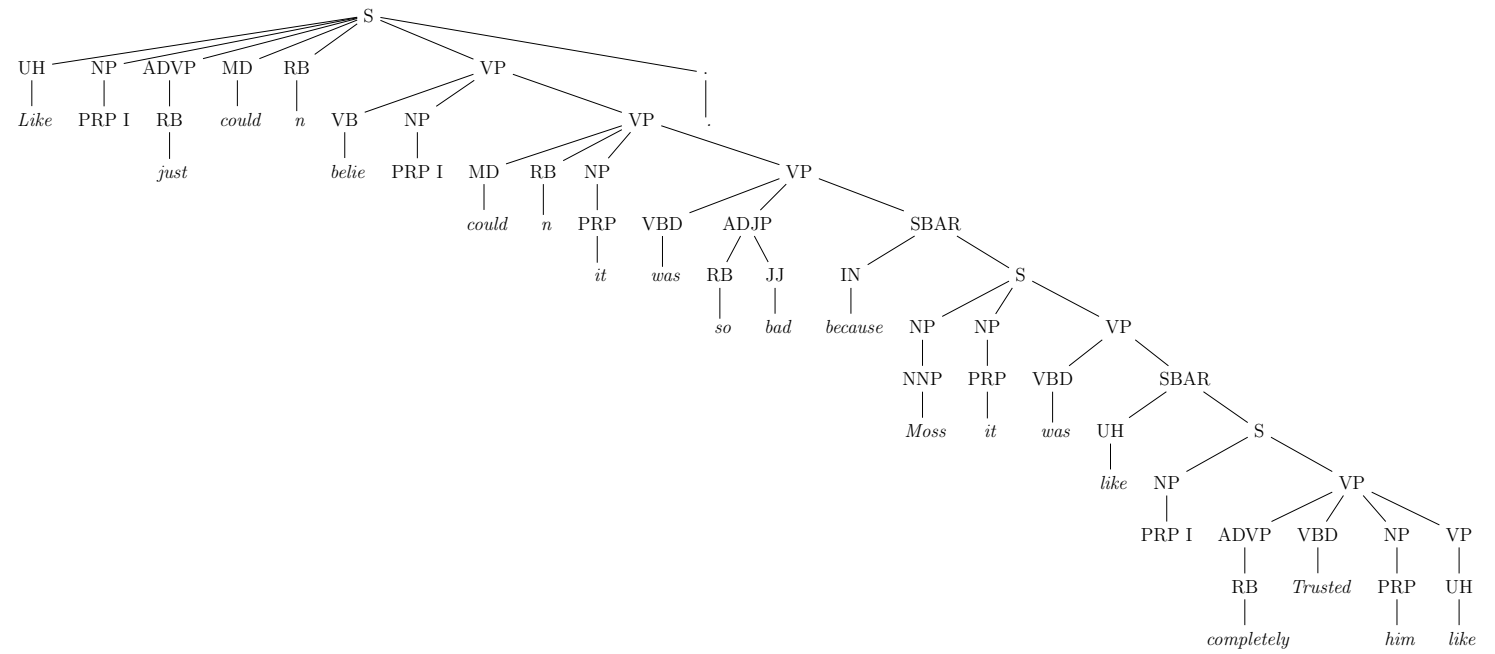 S
UH NP ADVP MD RB VP .
Like PRP I RB could n VB NP VP .
just belie PRP I MD RB NP VP
could n PRP VBD ADJP SBAR
it was RB JJ IN S
so bad because NP NP VP
NNP PRP VBD SBAR
Moss it was UH S
like NP VP
PRP I ADVP VBD NP VP
RB Trusted PRP UH
completely him like